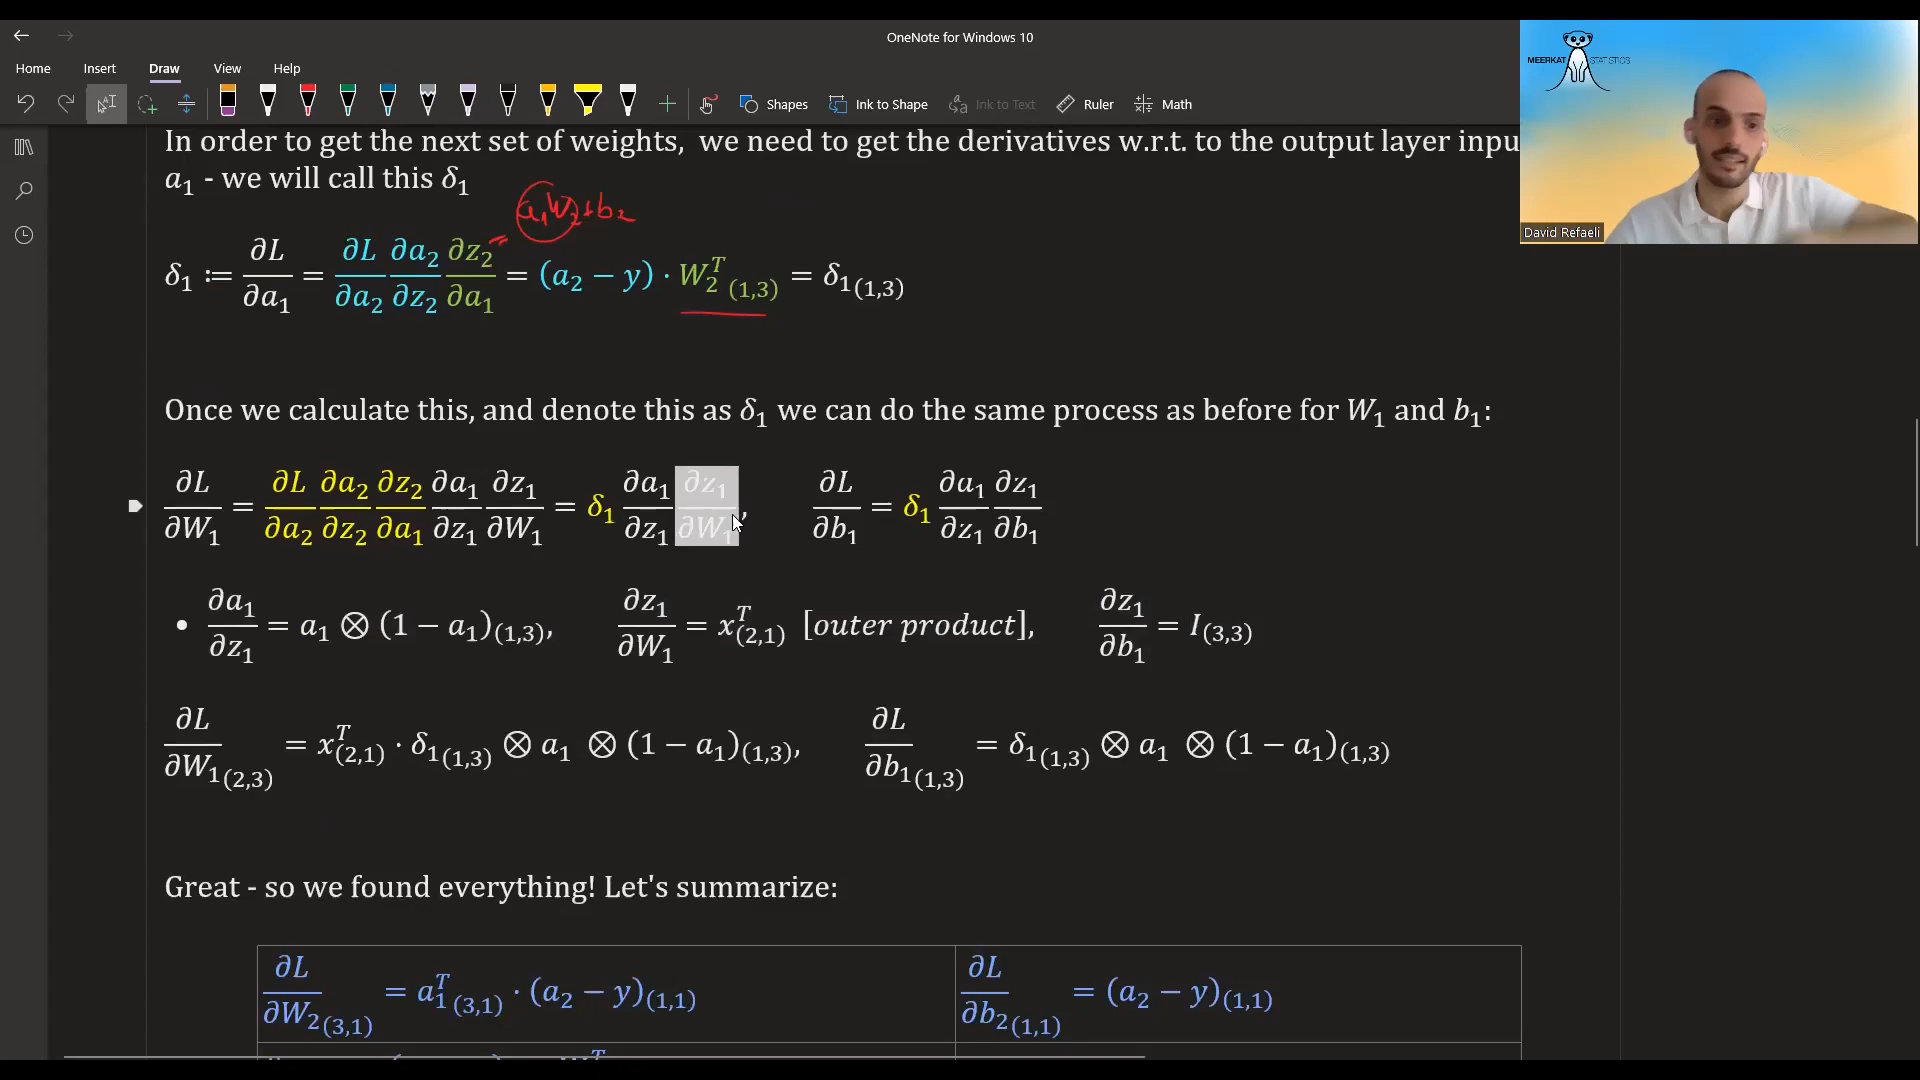 OneNote for Windows 10
MEERKAT STATISTICS
Home Insert Draw View Help
Shapes Ink to Shape Ink to Text Ruler Math
David Refaeli
In order to get the next set of weights, we need to get the derivatives w.r.t. to the output layer inpu
a₁ - we will call this δ₁
a₁W₂+b₂
δ₁ ≔ ∂L/∂a₁ = ∂L/∂a₂ ∂a₂/∂z₂ ∂z₂/∂a₁ = (a₂ − y) · W₂ᵀ₍₁,₃₎ = δ₁₍₁,₃₎
Once we calculate this, and denote this as δ₁ we can do the same process as before for W₁ and b₁:
∂L/∂W₁ = ∂L/∂a₂ ∂a₂/∂z₂ ∂z₂/∂a₁ ∂a₁/∂z₁ ∂z₁/∂W₁ = δ₁ ∂a₁/∂z₁ ∂z₁/∂W₁, ∂L/∂b₁ = δ₁ ∂a₁/∂z₁ ∂z₁/∂b₁
• ∂a₁/∂z₁ = a₁ ⊗ (1 − a₁)₍₁,₃₎, ∂z₁/∂W₁ = xᵀ₍₂,₁₎ [outer product], ∂z₁/∂b₁ = I₍₃,₃₎
∂L/∂W₁₍₂,₃₎ = xᵀ₍₂,₁₎ · δ₁₍₁,₃₎ ⊗ a₁ ⊗ (1 − a₁)₍₁,₃₎, ∂L/∂b₁₍₁,₃₎ = δ₁₍₁,₃₎ ⊗ a₁ ⊗ (1 − a₁)₍₁,₃₎
Great - so we found everything! Let's summarize:
∂L/∂W₂₍₃,₁₎ = a₁ᵀ₍₃,₁₎ · (a₂ − y)₍₁,₁₎ ∂L/∂b₂₍₁,₁₎ = (a₂ − y)₍₁,₁₎